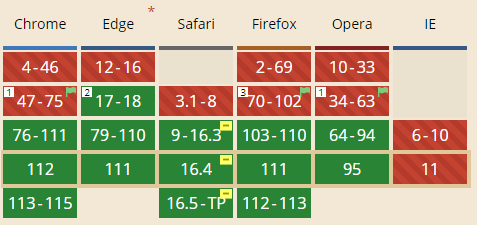 *
Chrome Edge Safari Firefox Opera IE
4-46 12-16 2-69 10-33
1 47-75 2 17-18 3.1-8 3 70-102 1 34-63
76-111 79-110 9-16.3 103-110 64-94 6-10
112 111 16.4 111 95 11
113-115 16.5-TP 112-113